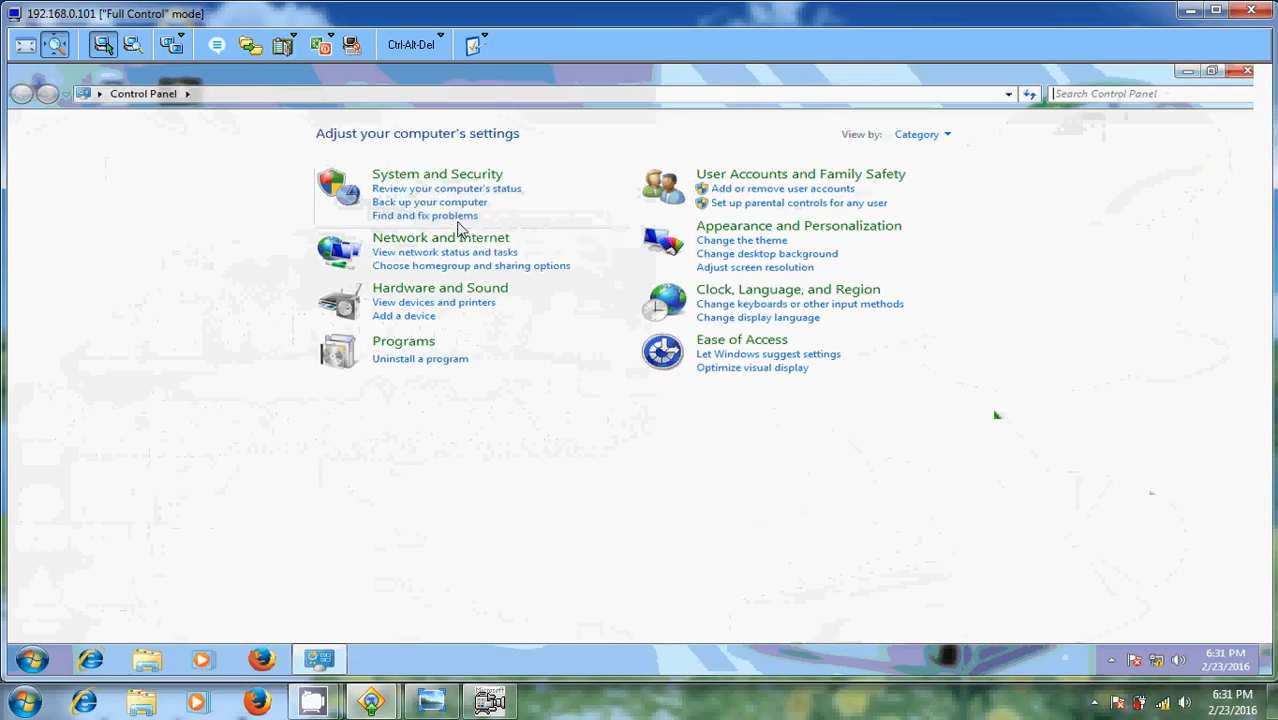 192.168.0.101 ["Full Control" mode]
Ctrl-Alt-Del
Control Panel
Search Control Panel
Adjust your computer's settings
View by: Category
System and Security
Review your computer's status
Back up your computer
Find and fix problems
Network and Internet
View network status and tasks
Choose homegroup and sharing options
Hardware and Sound
View devices and printers
Add a device
Programs
Uninstall a program
User Accounts and Family Safety
Add or remove user accounts
Set up parental controls for any user
Appearance and Personalization
Change the theme
Change desktop background
Adjust screen resolution
Clock, Language, and Region
Change keyboards or other input methods
Change display language
Ease of Access
Let Windows suggest settings
Optimize visual display
6:31 PM
2/23/2016
Microsoft
6:31 PM
2/23/2016